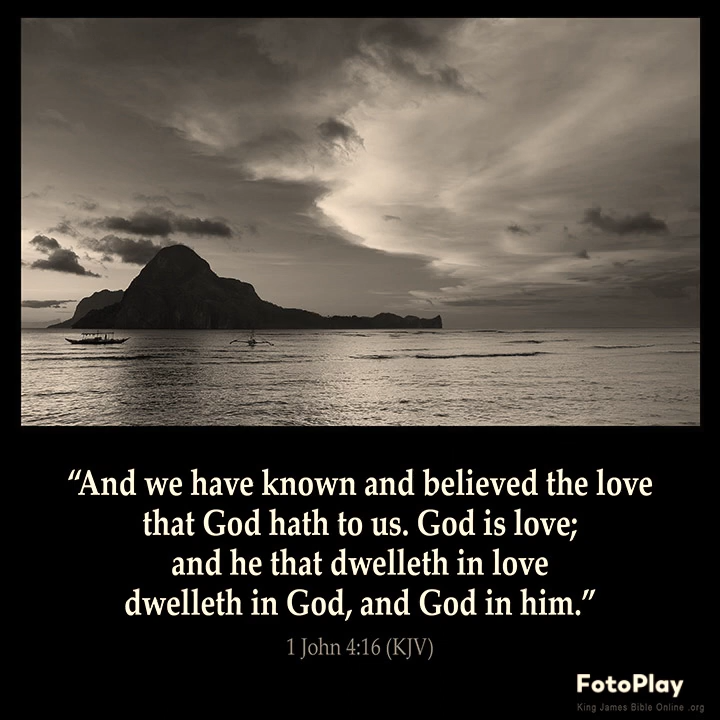 “And we have known and believed the love
that God hath to us. God is love;
and he that dwelleth in love
dwelleth in God, and God in him.”
1 John 4:16 (KJV)
FotoPlay
King James Bible Online .org